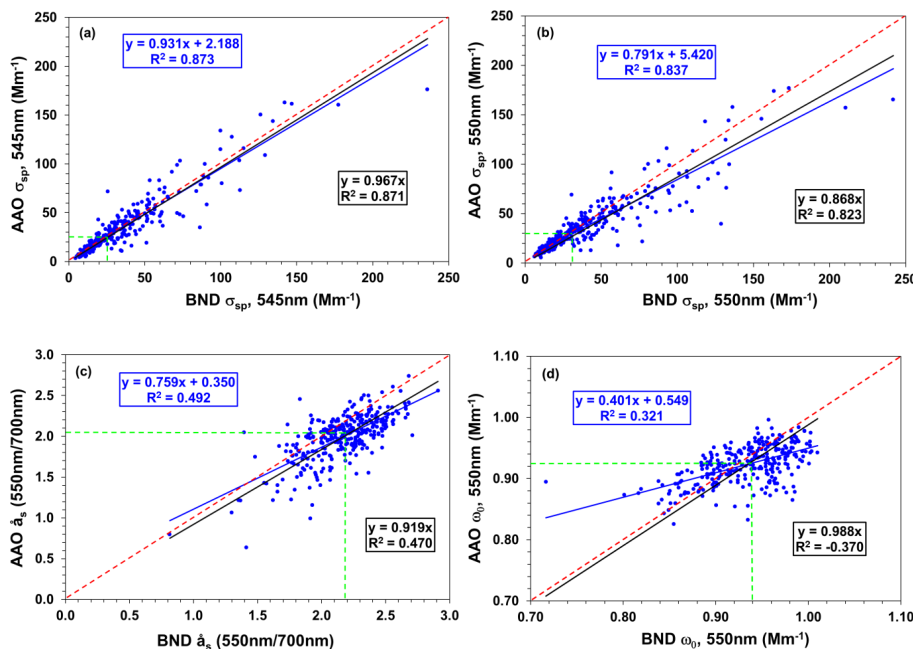 (a)
y = 0.931x + 2.188
R² = 0.873
y = 0.967x
R² = 0.871
AAO σsp, 545nm (Mm-1)
250
200
150
100
50
0
0 50 100 150 200 250
BND σsp, 545nm (Mm-1)
(b)
y = 0.791x + 5.420
R² = 0.837
y = 0.868x
R² = 0.823
AAO σsp, 550nm (Mm-1)
250
200
150
100
50
0
0 50 100 150 200 250
BND σsp, 550nm (Mm-1)
(c)
y = 0.759x + 0.350
R² = 0.492
y = 0.919x
R² = 0.470
AAO ås (550nm/700nm)
3.0
2.5
2.0
1.5
1.0
0.5
0.0
0.0 0.5 1.0 1.5 2.0 2.5 3.0
BND ås (550nm/700nm)
(d)
y = 0.401x + 0.549
R² = 0.321
y = 0.988x
R² = -0.370
AAO ω0, 550nm (Mm-1)
1.10
1.00
0.90
0.80
0.70
0.70 0.80 0.90 1.00 1.10
BND ω0, 550nm (Mm-1)